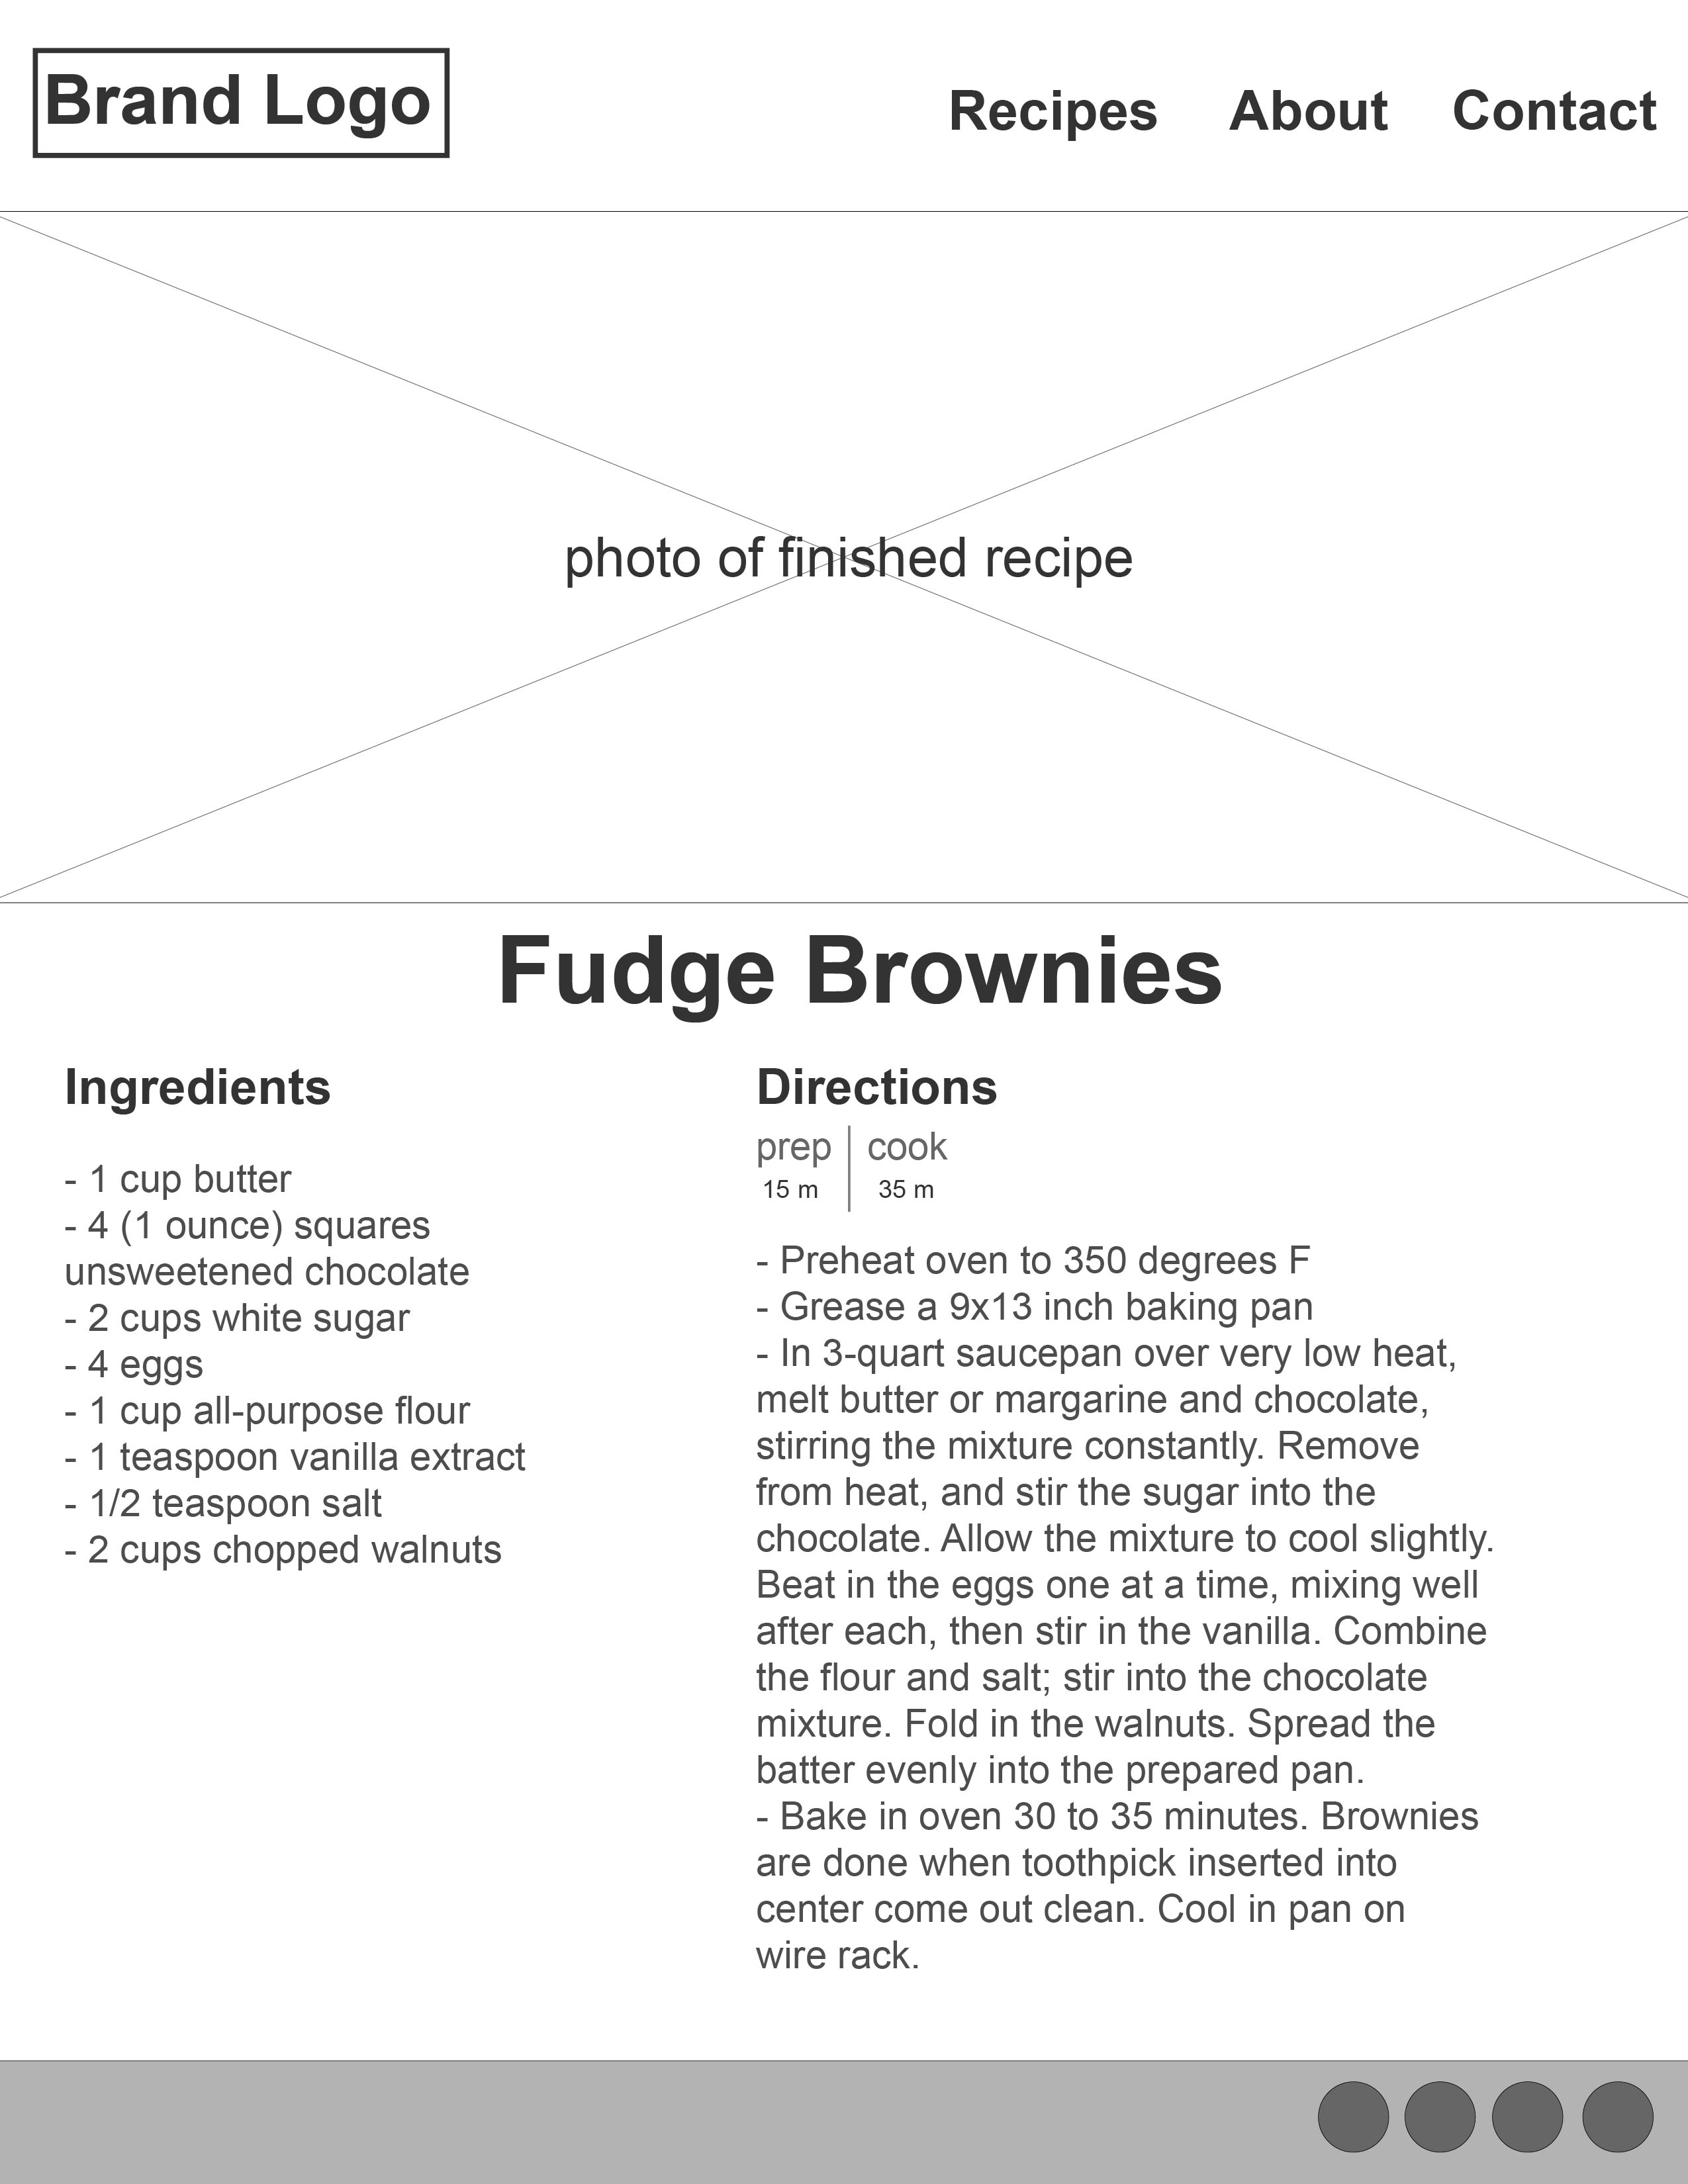 Brand Logo
Recipes About Contact
photo of finished recipe
Fudge Brownies
Ingredients
- 1 cup butter
- 4 (1 ounce) squares
unsweetened chocolate
- 2 cups white sugar
- 4 eggs
- 1 cup all-purpose flour
- 1 teaspoon vanilla extract
- 1/2 teaspoon salt
- 2 cups chopped walnuts
Directions
prep cook
15 m 35 m
- Preheat oven to 350 degrees F
- Grease a 9x13 inch baking pan
- In 3-quart saucepan over very low heat,
melt butter or margarine and chocolate,
stirring the mixture constantly. Remove
from heat, and stir the sugar into the
chocolate. Allow the mixture to cool slightly.
Beat in the eggs one at a time, mixing well
after each, then stir in the vanilla. Combine
the flour and salt; stir into the chocolate
mixture. Fold in the walnuts. Spread the
batter evenly into the prepared pan.
- Bake in oven 30 to 35 minutes. Brownies
are done when toothpick inserted into
center come out clean. Cool in pan on
wire rack.